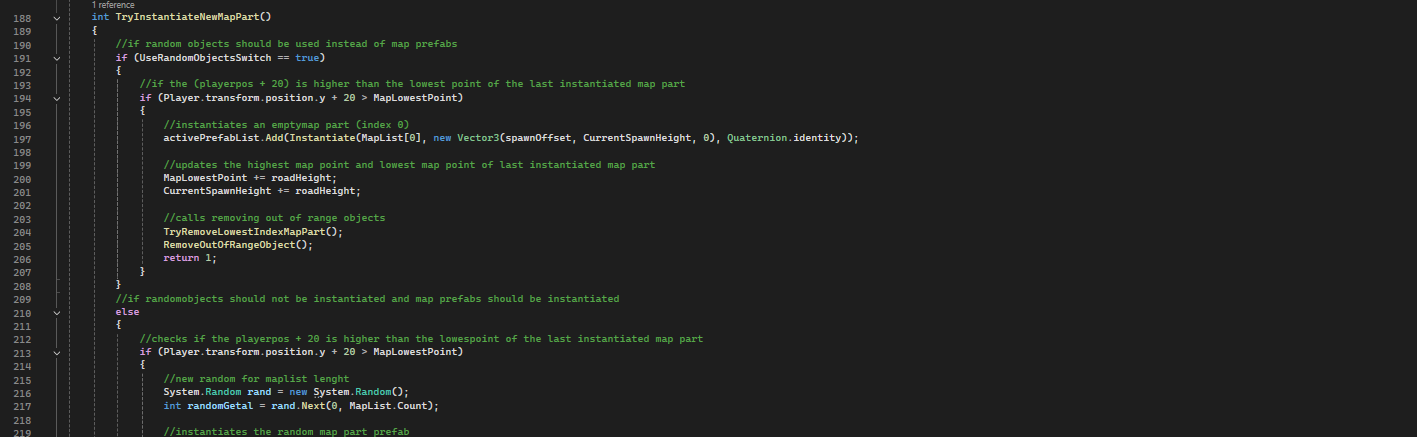 1 reference
188 int TryInstantiateNewMapPart()
189 {
190 //if random objects should be used instead of map prefabs
191 if (UseRandomObjectsSwitch == true)
192 {
193 //if the (playerpos + 20) is higher than the lowest point of the last instantiated map part
194 if (Player.transform.position.y + 20 > MapLowestPoint)
195 {
196 //instantiates an emptymap part (index 0)
197 activePrefabList.Add(Instantiate(MapList[0], new Vector3(spawnOffset, CurrentSpawnHeight, 0), Quaternion.identity));
198
199 //updates the highest map point and lowest map point of last instantiated map part
200 MapLowestPoint += roadHeight;
201 CurrentSpawnHeight += roadHeight;
202
203 //calls removing out of range objects
204 TryRemoveLowestIndexMapPart();
205 RemoveOutOfRangeObject();
206 return 1;
207 }
208 }
209 //if randomobjects should not be instantiated and map prefabs should be instantiated
210 else
211 {
212 //checks if the playerpos + 20 is higher than the lowespoint of the last instantiated map part
213 if (Player.transform.position.y + 20 > MapLowestPoint)
214 {
215 //new random for maplist lenght
216 System.Random rand = new System.Random();
217 int randomGetal = rand.Next(0, MapList.Count);
218
219 //instantiates the random map part prefab